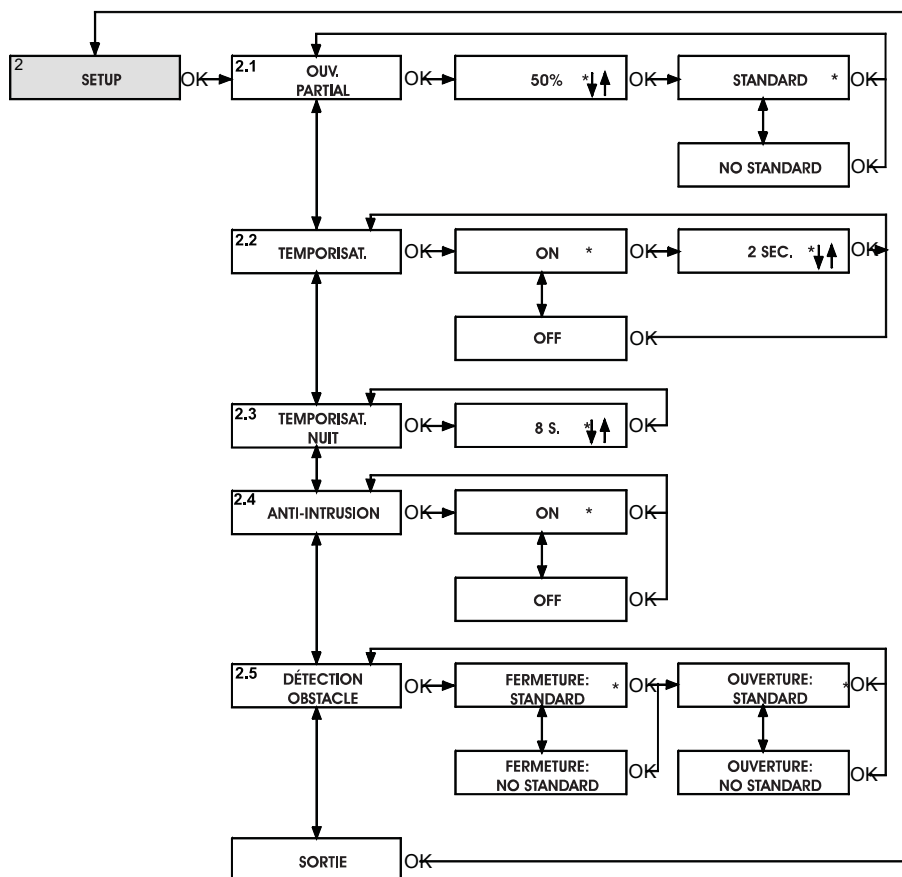 2
SETUP
OK
2.1
OUV.
PARTIAL
OK
50% *
OK
STANDARD *
OK
NO STANDARD
OK
2.2
TEMPORISAT.
OK
ON *
OK
2 SEC. *
OK
OFF
OK
2.3
TEMPORISAT.
NUIT
OK
8 S. *
OK
2.4
ANTI-INTRUSION
OK
ON *
OK
OFF
OK
2.5
DÉTECTION
OBSTACLE
OK
FERMETURE:
STANDARD *
OK
OUVERTURE:
STANDARD *
OK
FERMETURE:
NO STANDARD
OK
OUVERTURE:
NO STANDARD
OK
SORTIE
OK